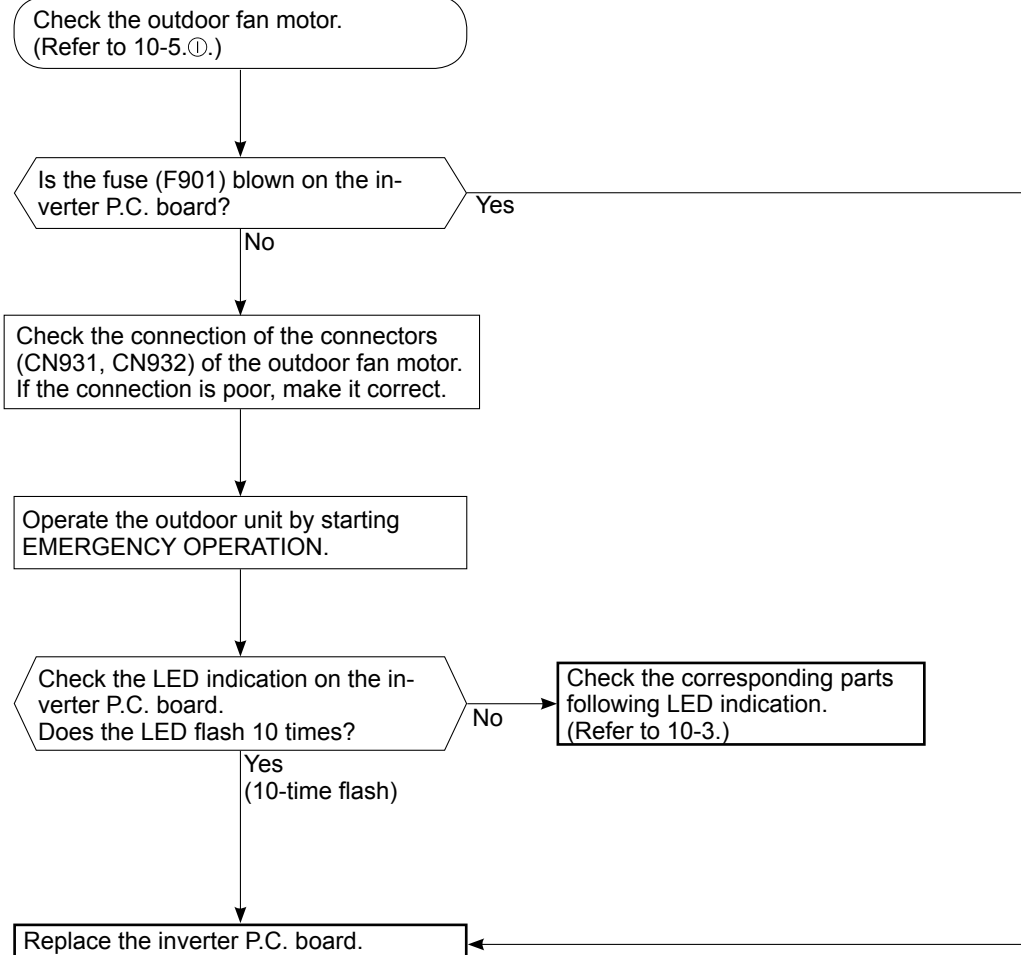 Check the outdoor fan motor.
(Refer to 10-5.Ⓘ.)
Is the fuse (F901) blown on the in-
verter P.C. board?
Yes
No
Check the connection of the connectors
(CN931, CN932) of the outdoor fan motor.
If the connection is poor, make it correct.
Operate the outdoor unit by starting
EMERGENCY OPERATION.
Check the LED indication on the in-
verter P.C. board.
Does the LED flash 10 times?
No
Check the corresponding parts
following LED indication.
(Refer to 10-3.)
Yes
(10-time flash)
Replace the inverter P.C. board.